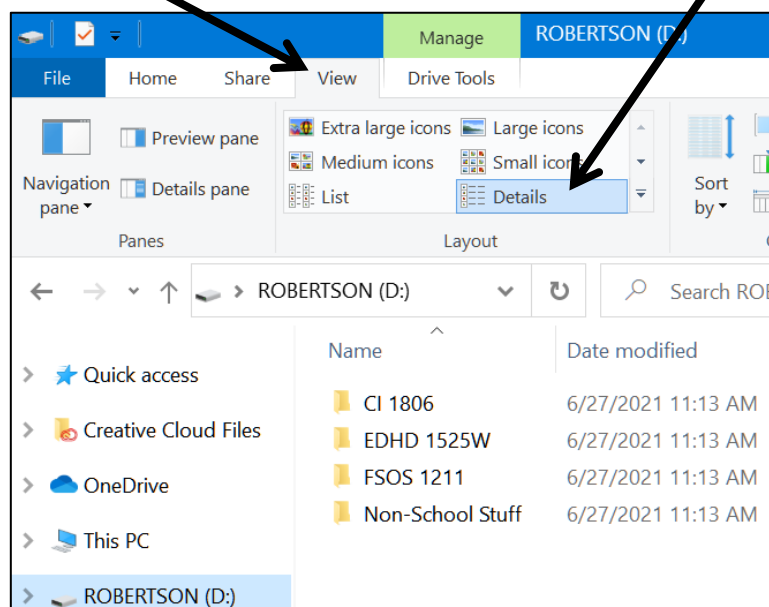 Manage ROBERTSON (D:)
File Home Share View Drive Tools
Preview pane
Details pane
Navigation
pane
Extra large icons Large icons
Medium icons Small icons
List Details
Sort
by
Panes Layout
ROBERTSON (D:) Search ROB
Name Date modified
Quick access
Creative Cloud Files
OneDrive
This PC
ROBERTSON (D:)
CI 1806 6/27/2021 11:13 AM
EDHD 1525W 6/27/2021 11:13 AM
FSOS 1211 6/27/2021 11:13 AM
Non-School Stuff 6/27/2021 11:13 AM